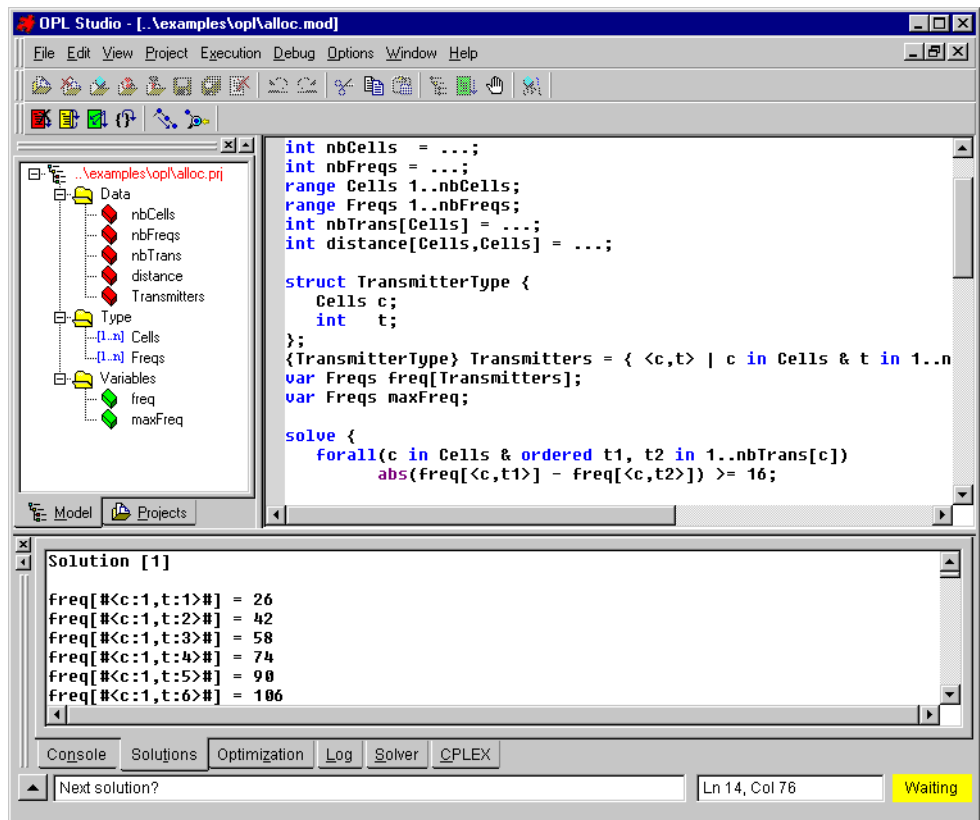 OPL Studio - [..\examples\opl\alloc.mod]
File Edit View Project Execution Debug Options Window Help
..\examples\opl\alloc.prj
Data
nbCells
nbFreqs
nbTrans
distance
Transmitters
Type
[1..n] Cells
[1..n] Freqs
Variables
freq
maxFreq
Model Projects
int nbCells = ...;
int nbFreqs = ...;
range Cells 1..nbCells;
range Freqs 1..nbFreqs;
int nbTrans[Cells] = ...;
int distance[Cells,Cells] = ...;
struct TransmitterType {
Cells c;
int t;
};
{TransmitterType} Transmitters = { <c,t> | c in Cells & t in 1..n
var Freqs freq[Transmitters];
var Freqs maxFreq;
solve {
forall(c in Cells & ordered t1, t2 in 1..nbTrans[c])
abs(freq[<c,t1>] - freq[<c,t2>]) >= 16;
Solution [1]
freq[#<c:1,t:1>#] = 26
freq[#<c:1,t:2>#] = 42
freq[#<c:1,t:3>#] = 58
freq[#<c:1,t:4>#] = 74
freq[#<c:1,t:5>#] = 90
freq[#<c:1,t:6>#] = 106
Console Solutions Optimization Log Solver CPLEX
Next solution? Ln 14, Col 76 Waiting